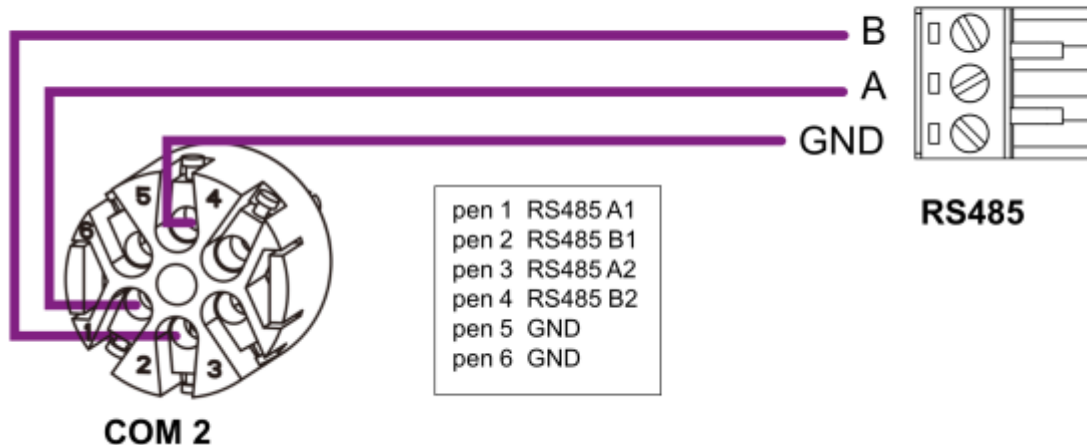 B
A
GND
RS485
5 4
6
1
2 3
COM 2
pen 1 RS485 A1
pen 2 RS485 B1
pen 3 RS485 A2
pen 4 RS485 B2
pen 5 GND
pen 6 GND